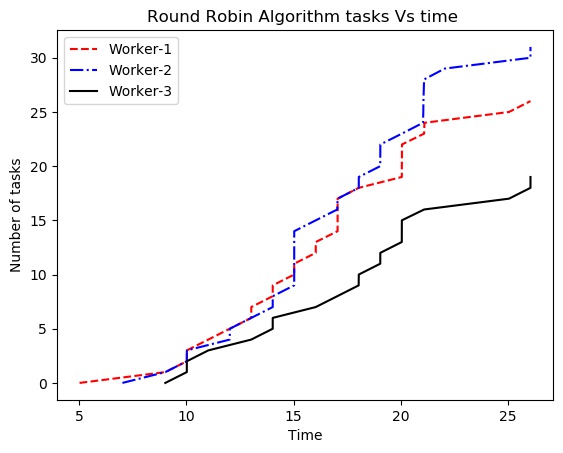 Round Robin Algorithm tasks Vs time
Worker-1
Worker-2
Worker-3
30
25
20
15
10
5
0
Number of tasks
5 10 15 20 25
Time